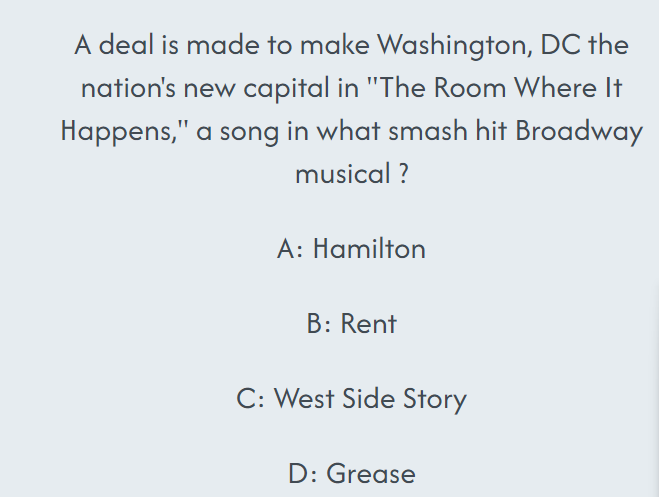 A deal is made to make Washington, DC the
nation's new capital in "The Room Where It
Happens," a song in what smash hit Broadway
musical ?
A: Hamilton
B: Rent
C: West Side Story
D: Grease